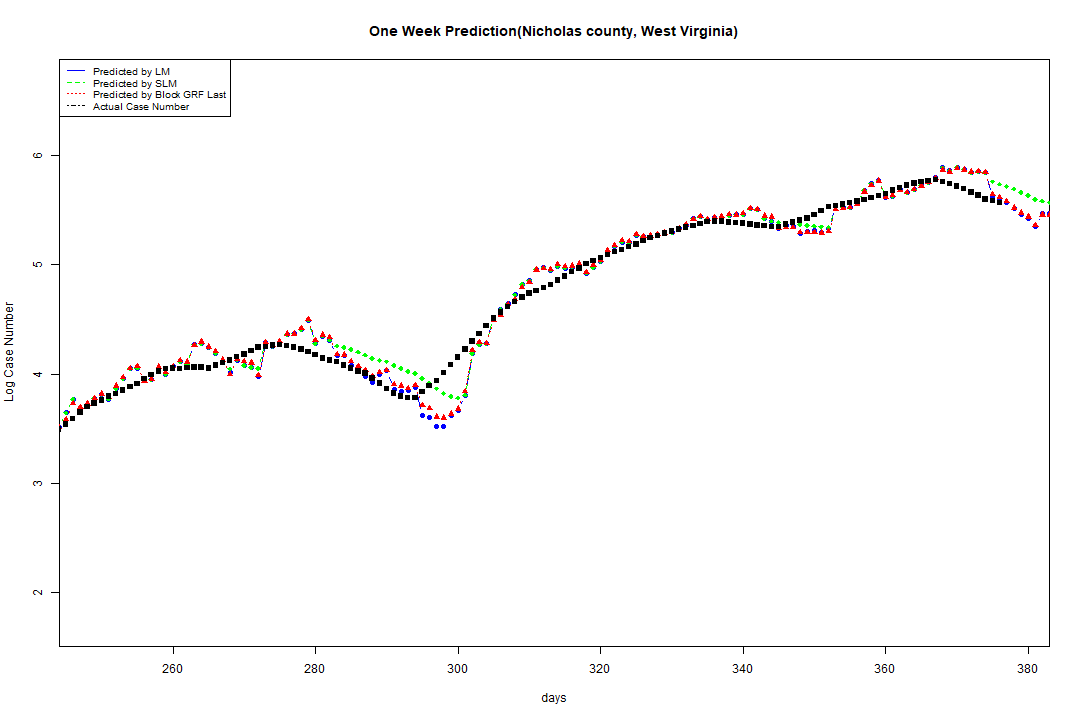 One Week Prediction(Nicholas county, West Virginia)
Predicted by LM
Predicted by SLM
Predicted by Block GRF Last
Actual Case Number
6
5
4
3
2
Log Case Number
260 280 300 320 340 360 380
days